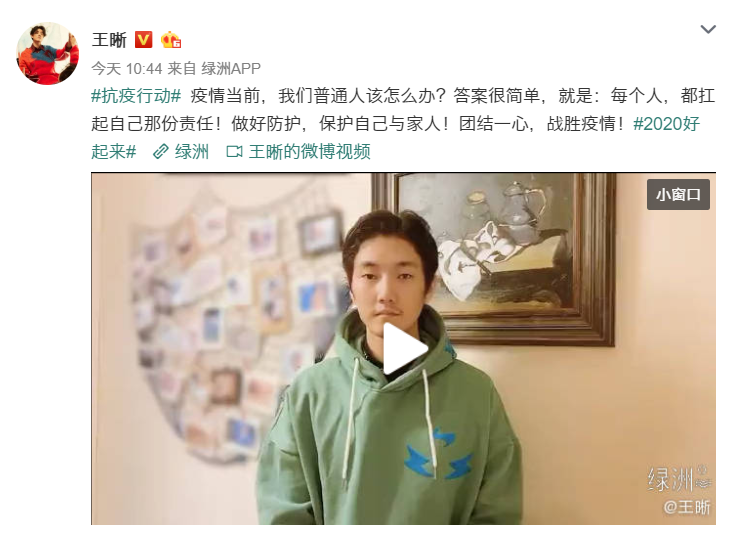 王晰
今天 10:44 来自 绿洲APP
#抗疫行动# 疫情当前，我们普通人该怎么办？答案很简单，就是：每个人，都扛
起自己那份责任！做好防护，保护自己与家人！团结一心，战胜疫情！#2020好
起来# 绿洲 王晰的微博视频
小窗口
绿洲
@王晰